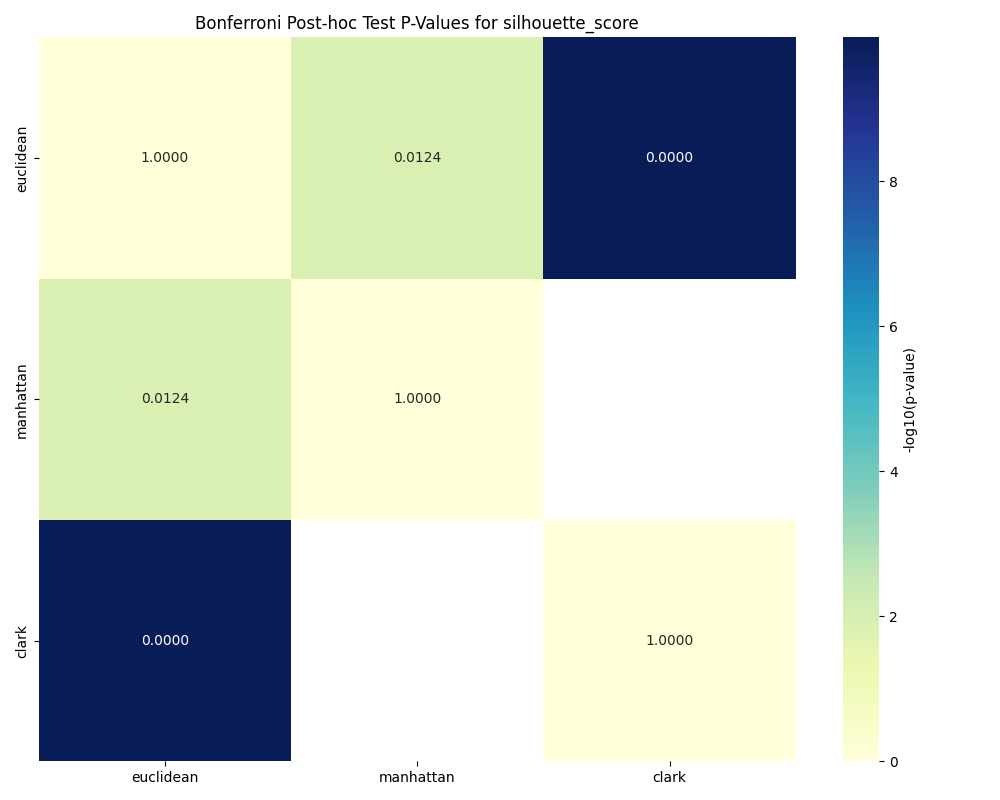 Bonferroni Post-hoc Test P-Values for silhouette_score
euclidean
1.0000
0.0124
0.0000
manhattan
0.0124
1.0000
clark
0.0000
1.0000
euclidean
manhattan
clark
8
6
4
2
0
-log10(p-value)